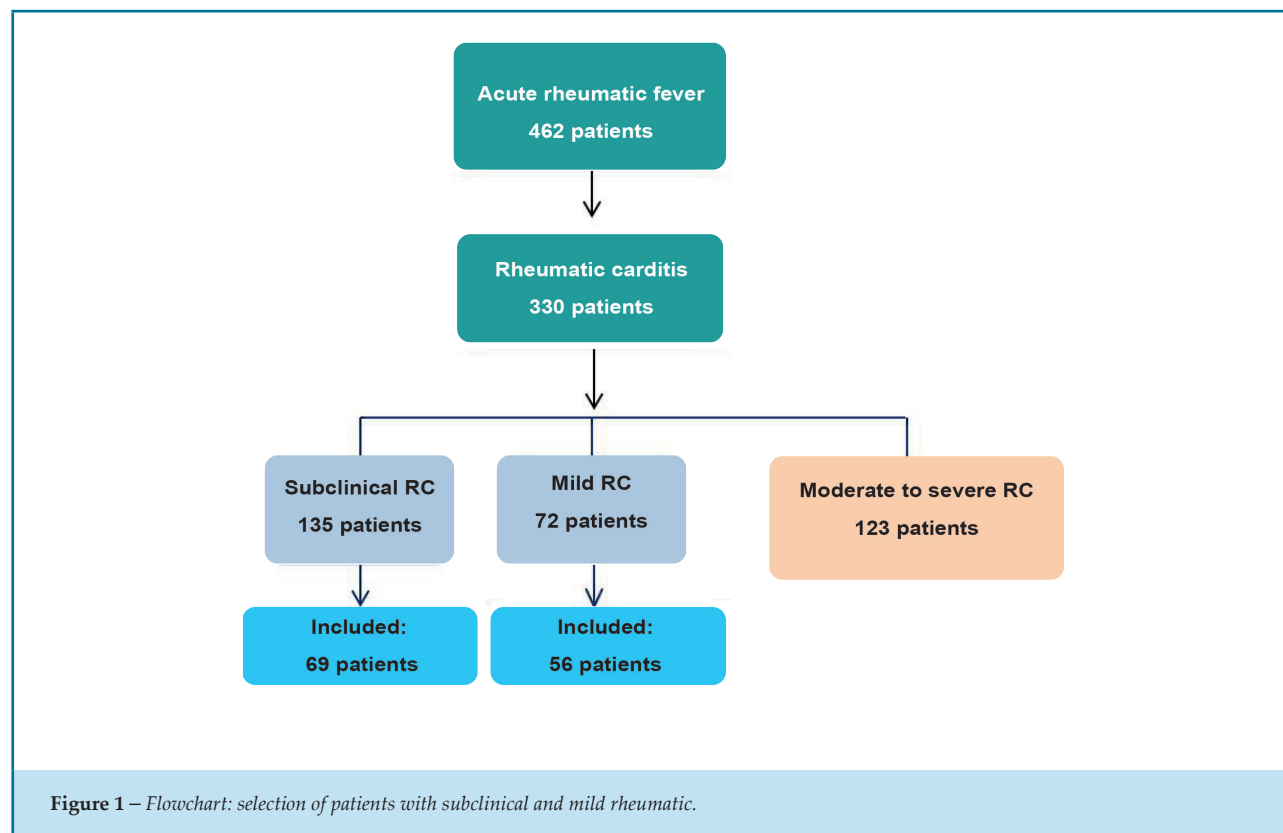 Acute rheumatic fever
462 patients
Rheumatic carditis
330 patients
Subclinical RC
135 patients
Mild RC
72 patients
Moderate to severe RC
123 patients
Included:
69 patients
Included:
56 patients
Figure 1 – Flowchart: selection of patients with subclinical and mild rheumatic.